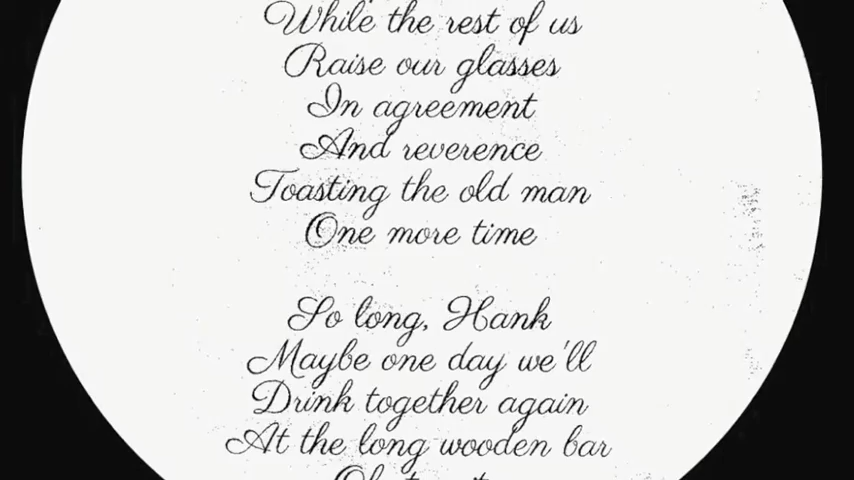 While the rest of us
Raise our glasses
In agreement
And reverence
Toasting the old man
One more time
So long, Hank
Maybe one day we'll
Drink together again
At the long wooden bar